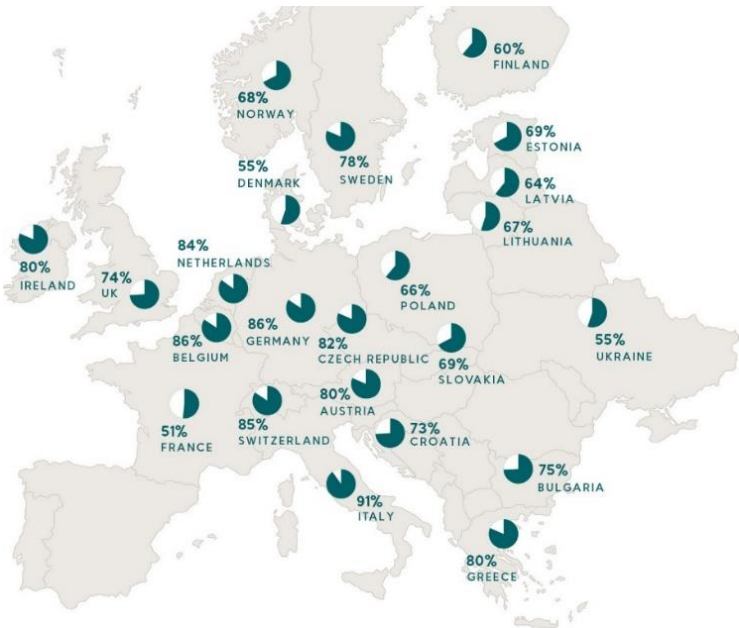 60%
FINLAND
68%
NORWAY
69%
ESTONIA
55%
DENMARK
78%
SWEDEN
64%
LATVIA
67%
LITHUANIA
84%
NETHERLANDS
80%
IRELAND
74%
UK
66%
POLAND
86%
BELGIUM
86%
GERMANY
82%
CZECH REPUBLIC
55%
UKRAINE
69%
SLOVAKIA
80%
AUSTRIA
51%
FRANCE
85%
SWITZERLAND
73%
CROATIA
75%
BULGARIA
91%
ITALY
80%
GREECE